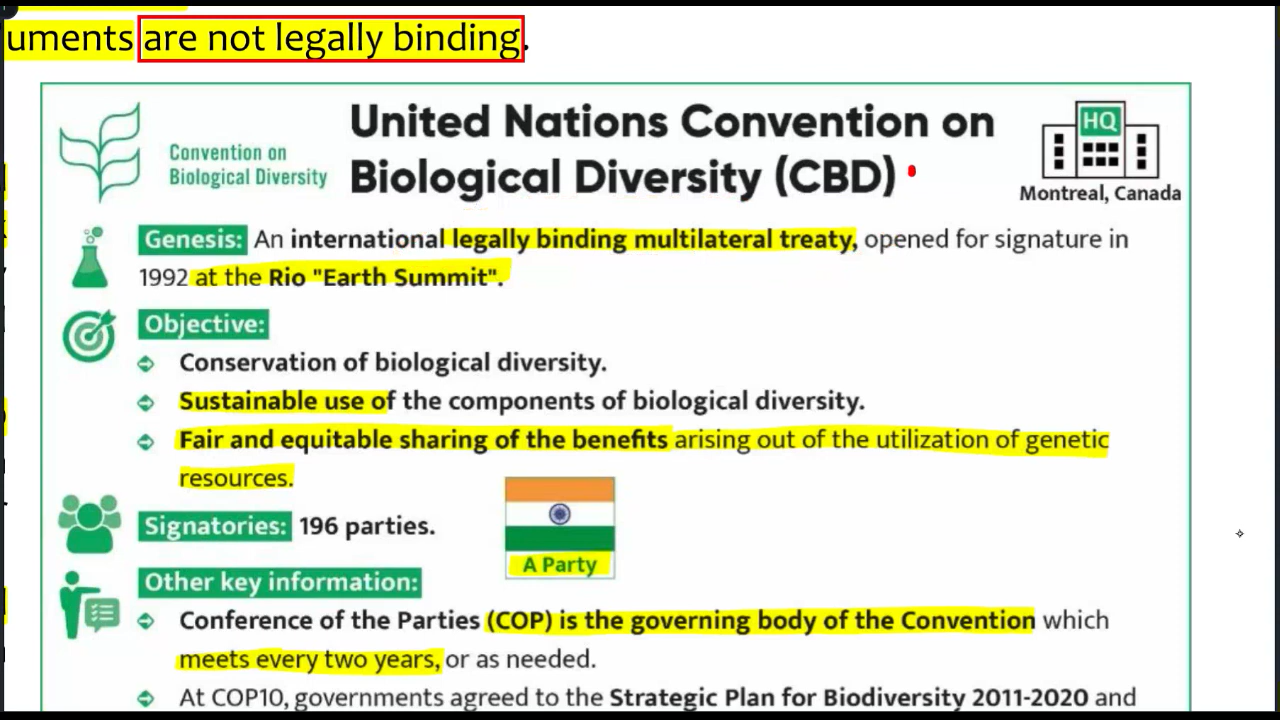 uments are not legally binding.
Convention on
Biological Diversity
United Nations Convention on
Biological Diversity (CBD)
HQ
Montreal, Canada
Genesis: An international legally binding multilateral treaty, opened for signature in
1992 at the Rio "Earth Summit".
Objective:
Conservation of biological diversity.
Sustainable use of the components of biological diversity.
Fair and equitable sharing of the benefits arising out of the utilization of genetic
resources.
Signatories: 196 parties.
A Party
Other key information:
Conference of the Parties (COP) is the governing body of the Convention which
meets every two years, or as needed.
At COP10, governments agreed to the Strategic Plan for Biodiversity 2011-2020 and